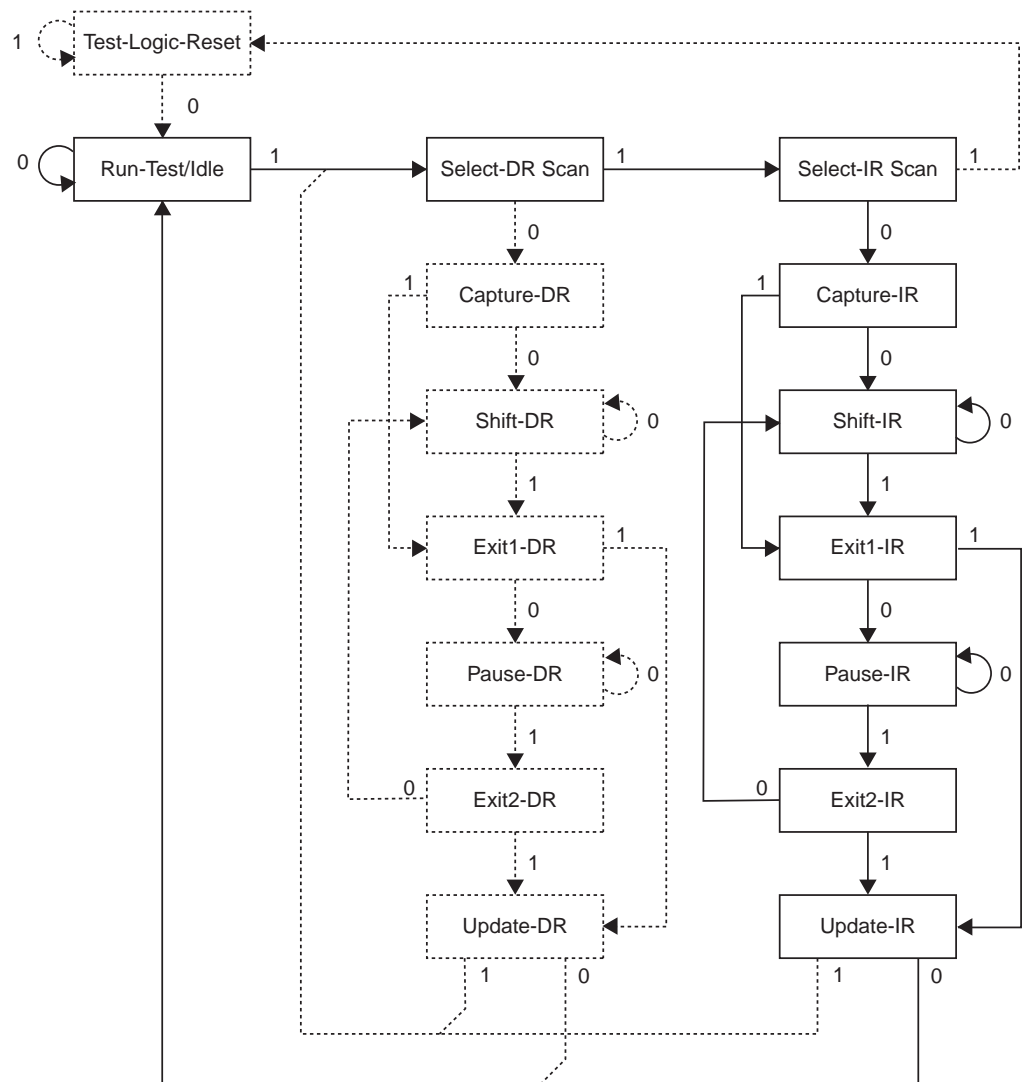 1 Test-Logic-Reset
0
0 Run-Test/Idle 1 Select-DR Scan 1 Select-IR Scan 1
0 0
1 Capture-DR 1 Capture-IR
0 0
Shift-DR 0 Shift-IR 0
1 1
Exit1-DR 1 Exit1-IR 1
0 0
Pause-DR 0 Pause-IR 0
1 1
0 Exit2-DR 0 Exit2-IR
1 1
Update-DR Update-IR
1 0 1 0